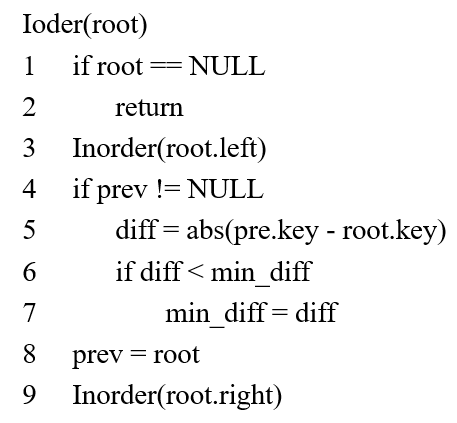 Ioder(root)
1 if root == NULL
2 return
3 Inorder(root.left)
4 if prev != NULL
5 diff = abs(pre.key - root.key)
6 if diff < min_diff
7 min_diff = diff
8 prev = root
9 Inorder(root.right)